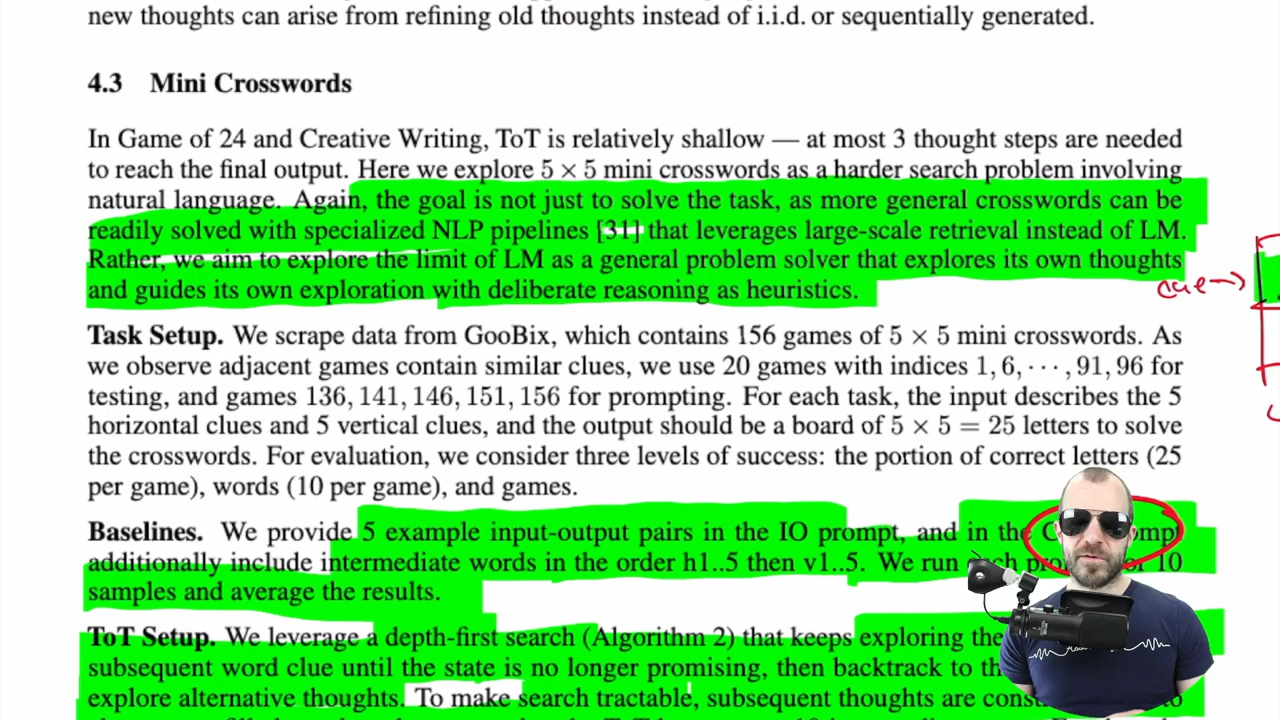 new thoughts can arise from refining old thoughts instead of i.i.d. or sequentially generated.
4.3 Mini Crosswords
In Game of 24 and Creative Writing, ToT is relatively shallow — at most 3 thought steps are needed
to reach the final output. Here we explore 5 × 5 mini crosswords as a harder search problem involving
natural language. Again, the goal is not just to solve the task, as more general crosswords can be
readily solved with specialized NLP pipelines [31] that leverages large-scale retrieval instead of LM.
Rather, we aim to explore the limit of LM as a general problem solver that explores its own thoughts
and guides its own exploration with deliberate reasoning as heuristics.
Task Setup. We scrape data from GooBix, which contains 156 games of 5 × 5 mini crosswords. As
we observe adjacent games contain similar clues, we use 20 games with indices 1, 6, · · · , 91, 96 for
testing, and games 136, 141, 146, 151, 156 for prompting. For each task, the input describes the 5
horizontal clues and 5 vertical clues, and the output should be a board of 5 × 5 = 25 letters to solve
the crosswords. For evaluation, we consider three levels of success: the portion of correct letters (25
per game), words (10 per game), and games.
Baselines. We provide 5 example input-output pairs in the IO prompt, and in the
additionally include intermediate words in the order h1..5 then v1..5. We run 10
samples and average the results.
ToT Setup. We leverage a depth-first search (Algorithm 2) that keeps exploring the
subsequent word clue until the state is no longer promising, then backtrack to
explore alternative thoughts. To make search tractable, subsequent thoughts are to